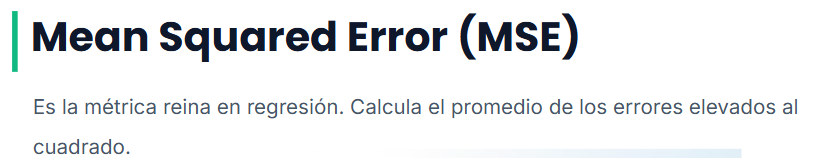 Mean Squared Error (MSE)
Es la métrica reina en regresión. Calcula el promedio de los errores elevados al
cuadrado.